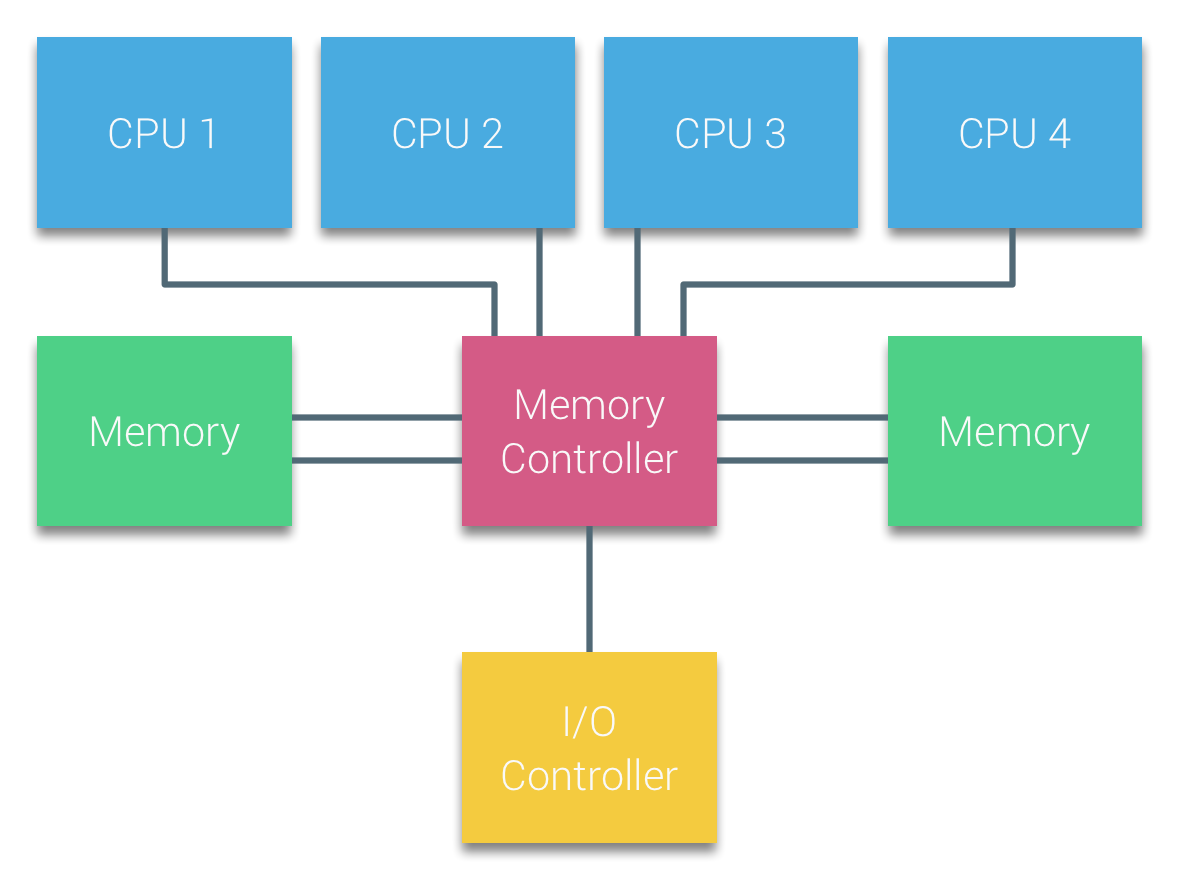 CPU 1
CPU 2
CPU 3
CPU 4
Memory
Memory
Controller
Memory
I/O
Controller